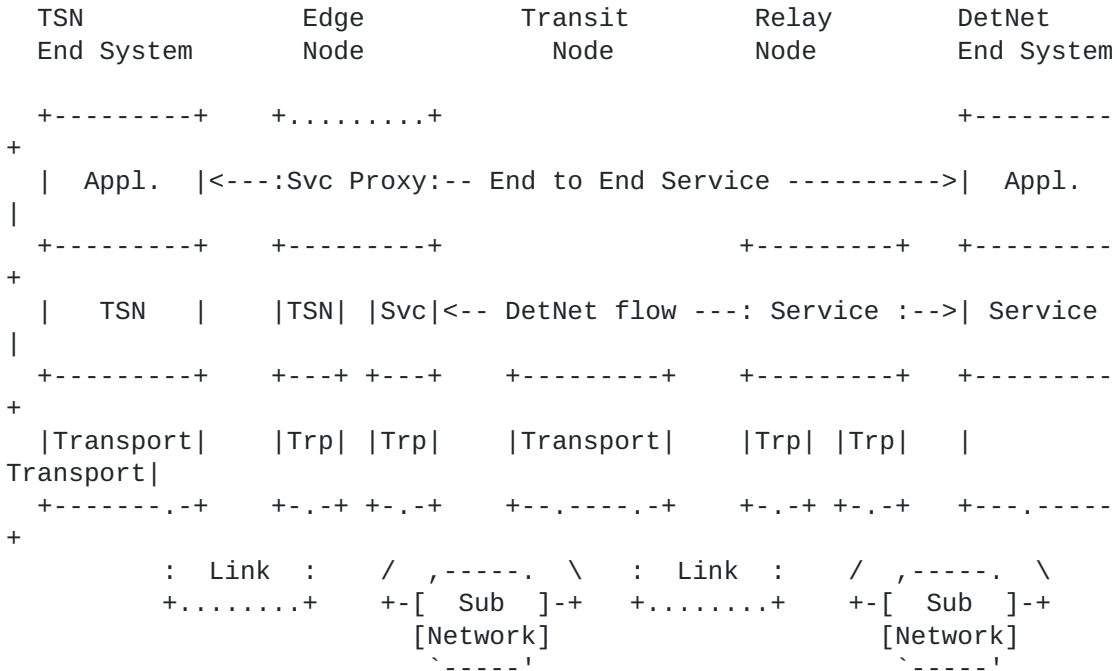 TSN              Edge          Transit        Relay        DetNet
  End System       Node            Node         Node         End System

  +---------+    +.........+                                 +---------
+
  |  Appl.  |<---:Svc Proxy:-- End to End Service ---------->|  Appl.
|
  +---------+    +---------+                   +---------+   +---------
+
  |   TSN   |    |TSN| |Svc|<-- DetNet flow ---: Service :-->| Service
|
  +---------+    +---+ +---+    +---------+    +---------+   +---------
+
  |Transport|    |Trp| |Trp|    |Transport|    |Trp| |Trp|   |
Transport|
  +-------.-+    +-.-+ +-.-+    +--.----.-+    +-.-+ +-.-+   +---.-----
+
          :  Link  :    /  ,-----.  \   :  Link  :    /  ,-----.  \
          +........+    +-[  Sub  ]-+   +........+    +-[  Sub  ]-+
                          [Network]                     [Network]
                           `-----'                       `-----'